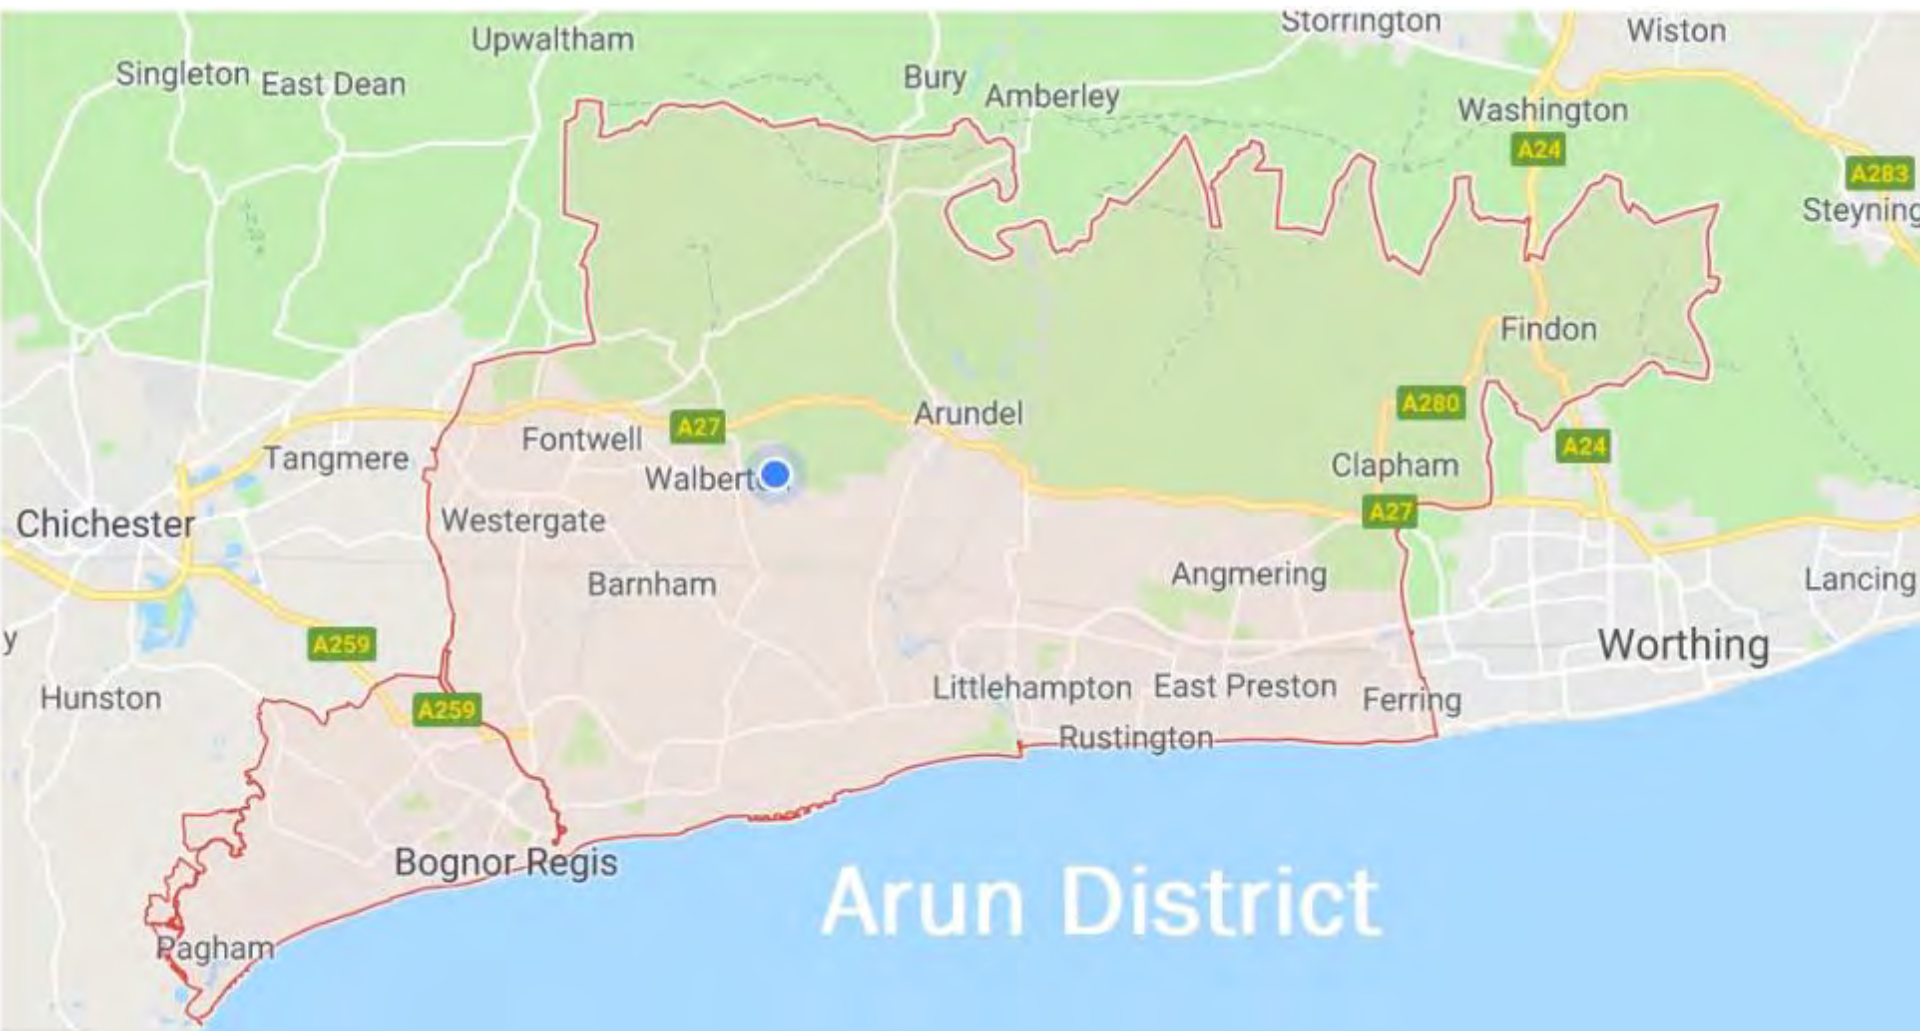 Storrington
Wiston
Upwaltham
Singleton
East Dean
Bury
Amberley
Washington
A24
A283
Steyning
Findon
A280
Arundel
A27
Fontwell
A24
Tangmere
Clapham
Walberto
A27
Chichester
Westergate
Angmering
Lancing
Barnham
y
A259
Worthing
Hunston
Littlehampton
East Preston
Ferring
A259
Rustington
Bognor Regis
Arun District
Pagham